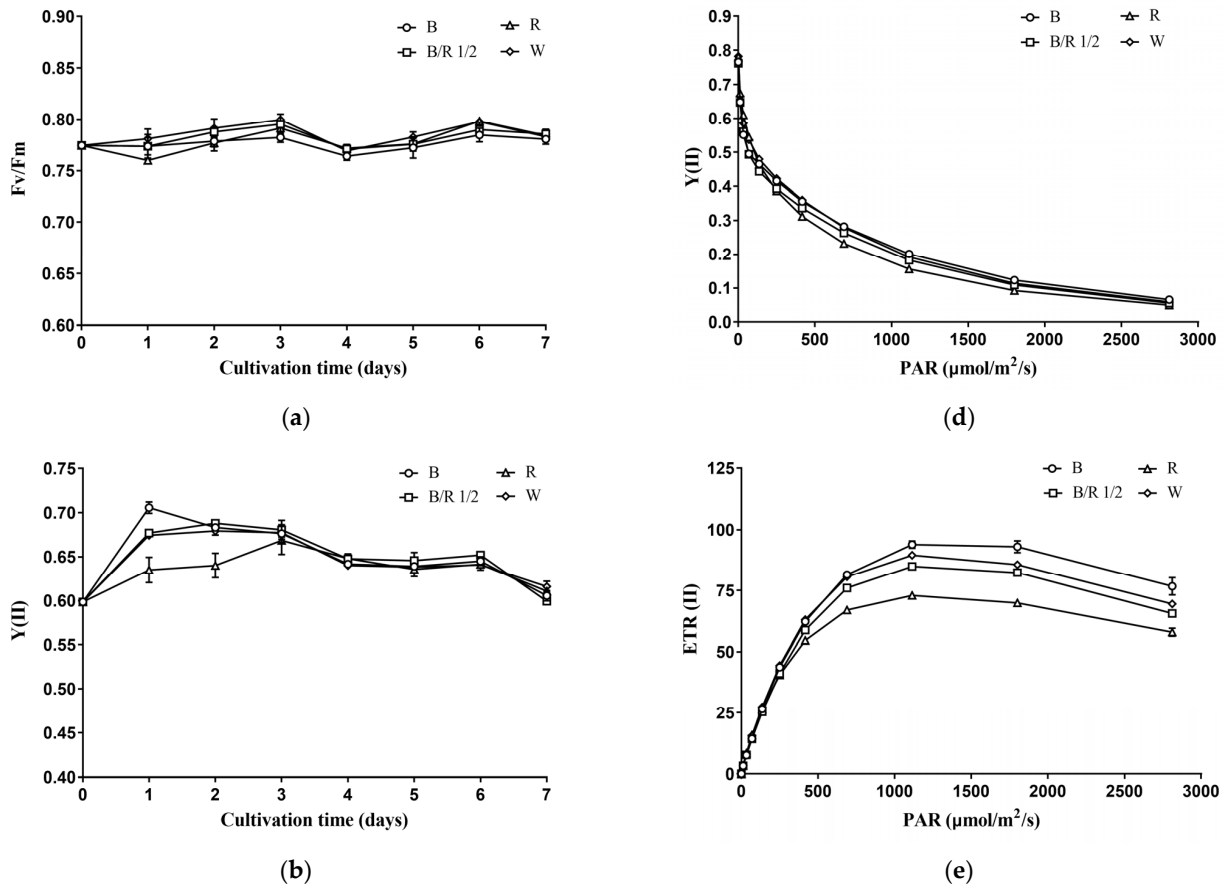 0.90
0.85
0.80
0.75
0.70
0.65
0.60
Fv/Fm
B
R
B/R 1/2
W
0 1 2 3 4 5 6 7
Cultivation time (days)
(a)
0.9
0.8
0.7
0.6
0.5
0.4
0.3
0.2
0.1
0.0
Y(II)
B
R
B/R 1/2
W
0 500 1000 1500 2000 2500 3000
PAR (μmol/m²/s)
(d)
0.75
0.70
0.65
0.60
0.55
0.50
0.45
0.40
Y(II)
B
R
B/R 1/2
W
0 1 2 3 4 5 6 7
Cultivation time (days)
(b)
125
100
75
50
25
0
ETR (II)
B
R
B/R 1/2
W
0 500 1000 1500 2000 2500 3000
PAR (μmol/m²/s)
(e)